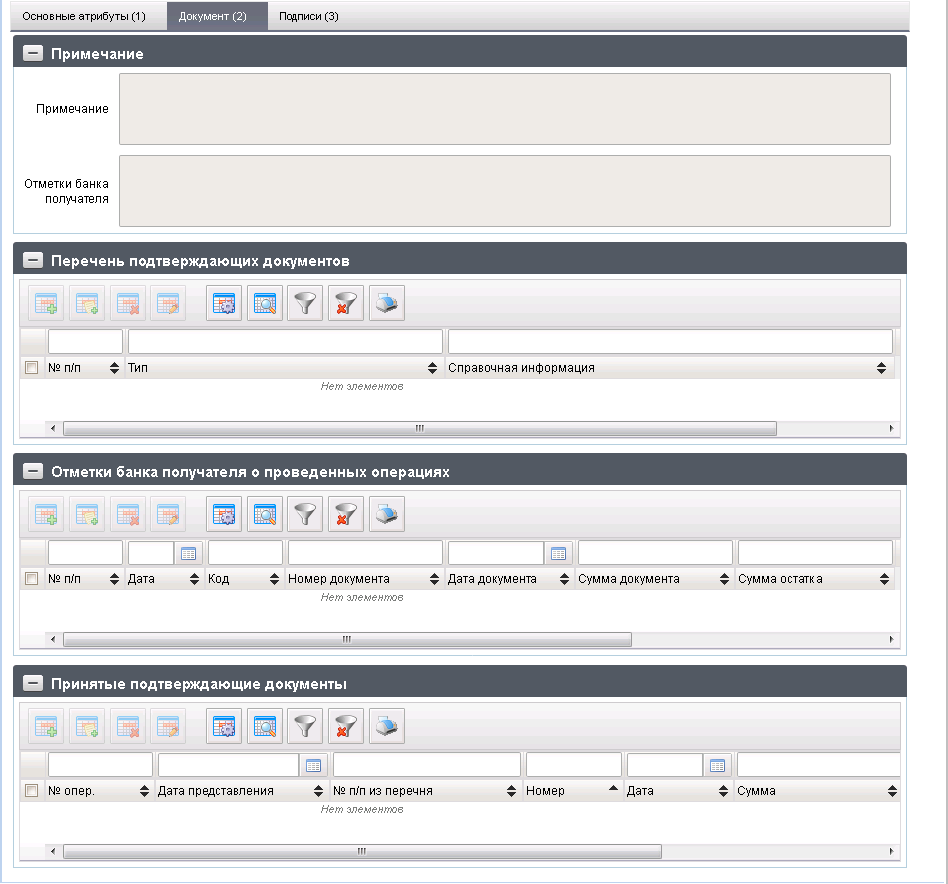 Основные атрибуты (1) Документ (2) Подписи (3)
Примечание
Примечание
Отметки банка
получателя
Перечень подтверждающих документов
№ п/п Тип Справочная информация
Нет элементов
Отметки банка получателя о проведенных операциях
№ п/п Дата Код Номер документа Дата документа Сумма документа Сумма остатка
Нет элементов
Принятые подтверждающие документы
№ опер. Дата представления № п/п из перечня Номер Дата Сумма
Нет элементов